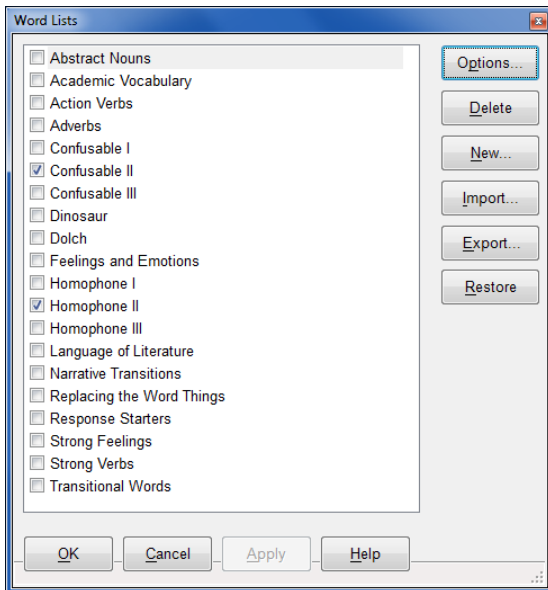 Word Lists
Abstract Nouns
Academic Vocabulary
Action Verbs
Adverbs
Confusable I
Confusable II
Confusable III
Dinosaur
Dolch
Feelings and Emotions
Homophone I
Homophone II
Homophone III
Language of Literature
Narrative Transitions
Replacing the Word Things
Response Starters
Strong Feelings
Strong Verbs
Transitional Words
Options...
Delete
New...
Import...
Export...
Restore
OK Cancel Apply Help